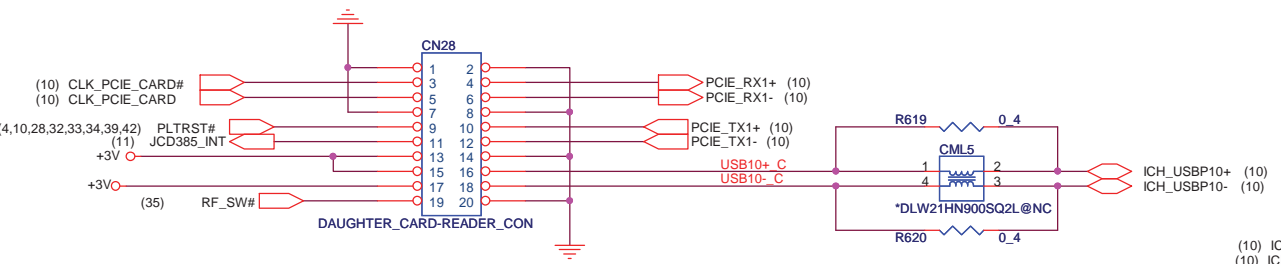 CN28
1 2
(10) CLK_PCIE_CARD# 3 4 PCIE_RX1+ (10)
(10) CLK_PCIE_CARD 5 6 PCIE_RX1- (10)
7 8
(4,10,28,32,33,34,39,42) PLTRST# 9 10 PCIE_TX1+ (10)
(11) JCD385_INT 11 12 PCIE_TX1- (10)
+3V 13 14
15 16 USB10+_C
+3V 17 18 USB10-_C
(35) RF_SW# 19 20
DAUGHTER_CARD-READER_CON
R619 0_4
CML5
1 2 ICH_USBP10+ (10)
4 3 ICH_USBP10- (10)
*DLW21HN900SQ2L@NC
R620 0_4
(10)
(10)